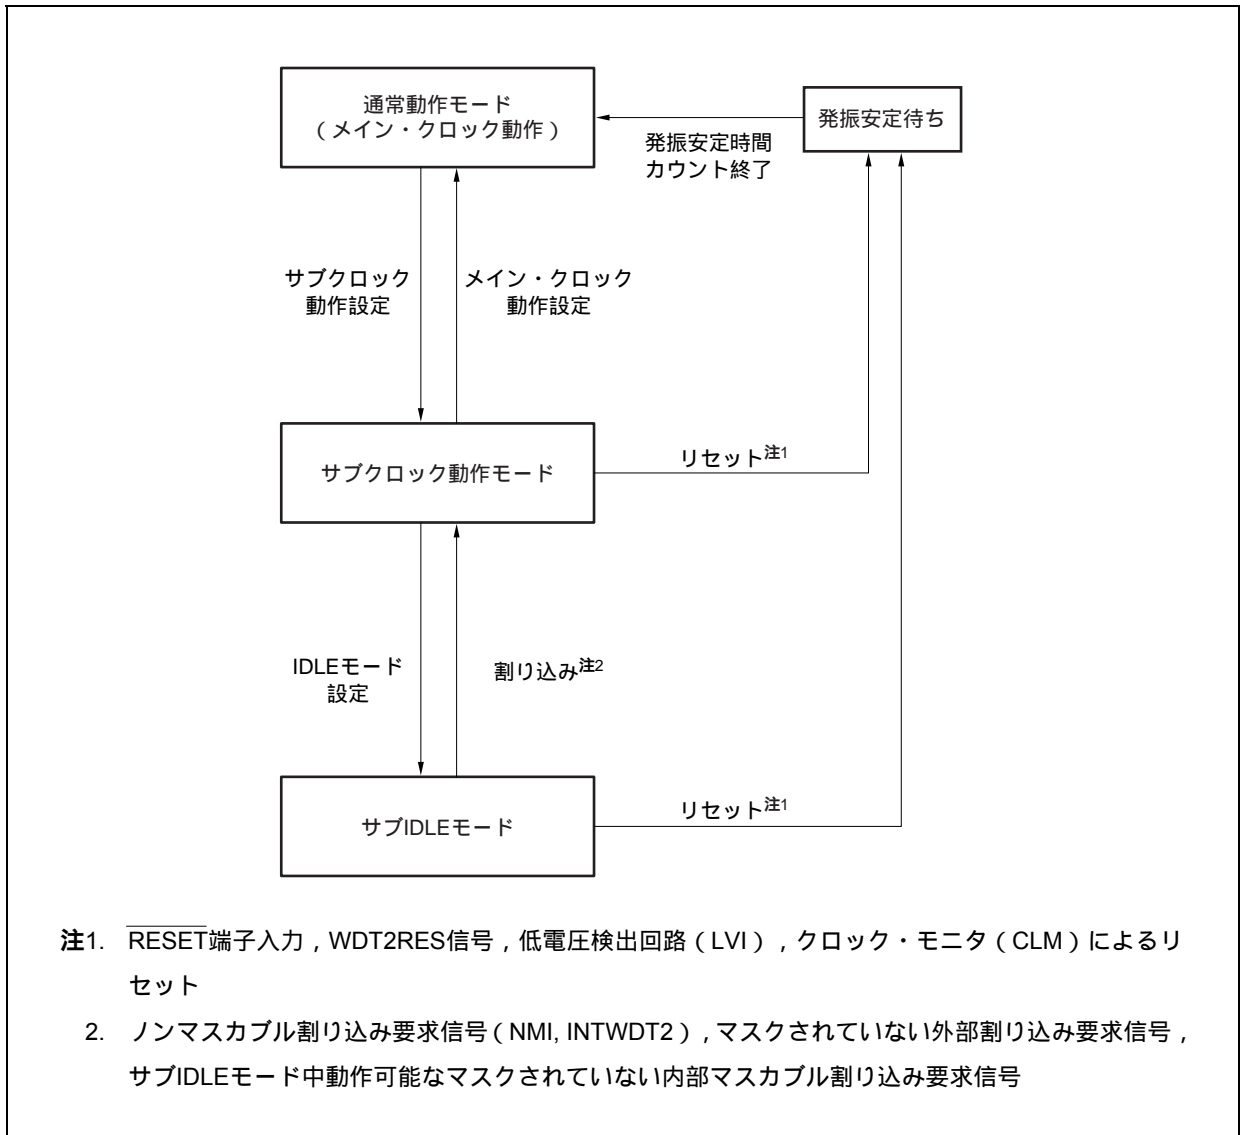 通常動作モード
（メイン・クロック動作）
発振安定待ち
発振安定時間
カウント終了
サブクロック
動作設定
メイン・クロック
動作設定
サブクロック動作モード
リセット注1
IDLEモード
設定
割り込み注2
サブIDLEモード
リセット注1
注1. RESET端子入力，WDT2RES信号，低電圧検出回路（LVI），クロック・モニタ（CLM）によるリ
セット
2. ノンマスカブル割り込み要求信号（NMI, INTWDT2），マスクされていない外部割り込み要求信号，
サブIDLEモード中動作可能なマスクされていない内部マスカブル割り込み要求信号